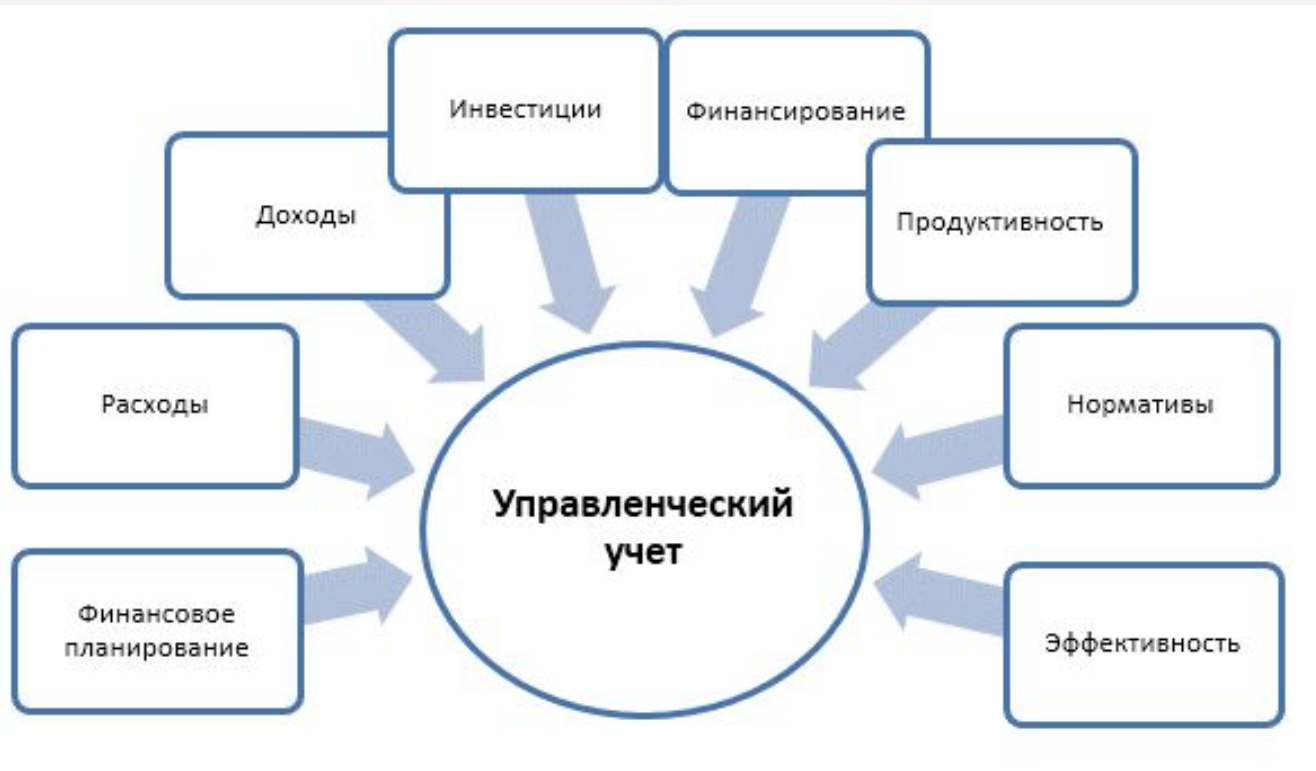 Инвестиции
Финансирование
Доходы
Продуктивность
Расходы
Нормативы
Управленческий
учет
Финансовое
планирование
Эффективность